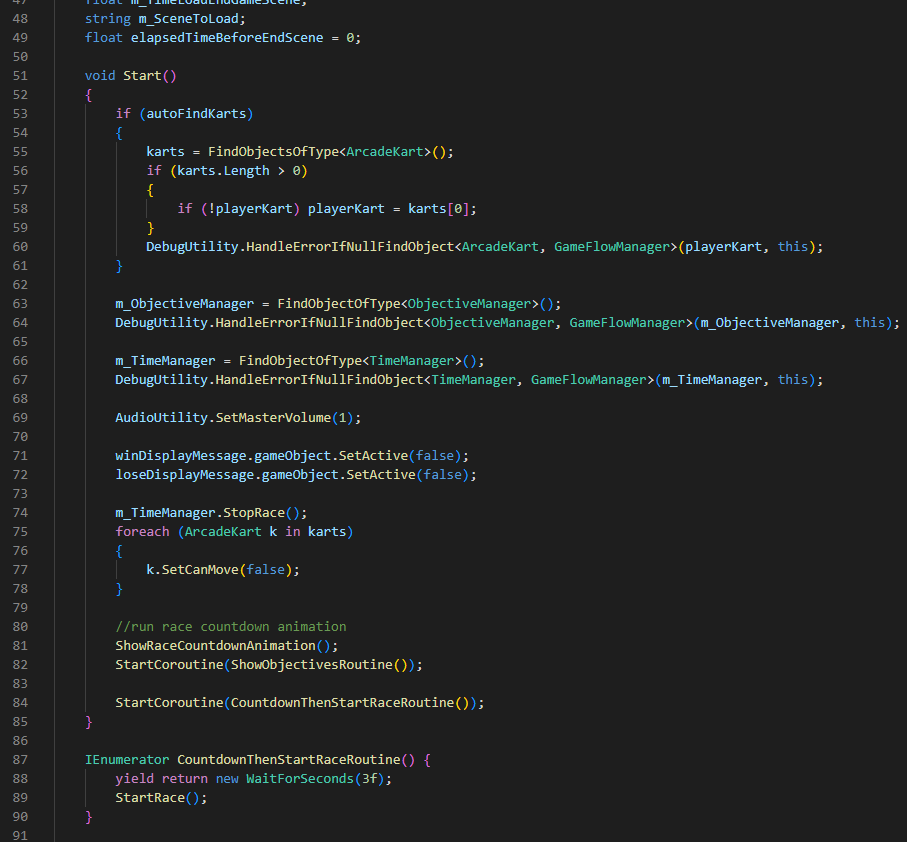 47 float m_TimeLoadEndGameScene;
48 string m_SceneToLoad;
49 float elapsedTimeBeforeEndScene = 0;
50
51 void Start()
52 {
53 if (autoFindKarts)
54 {
55 karts = FindObjectsOfType<ArcadeKart>();
56 if (karts.Length > 0)
57 {
58 if (!playerKart) playerKart = karts[0];
59 }
60 DebugUtility.HandleErrorIfNullFindObject<ArcadeKart, GameFlowManager>(playerKart, this);
61 }
62
63 m_ObjectiveManager = FindObjectOfType<ObjectiveManager>();
64 DebugUtility.HandleErrorIfNullFindObject<ObjectiveManager, GameFlowManager>(m_ObjectiveManager, this);
65
66 m_TimeManager = FindObjectOfType<TimeManager>();
67 DebugUtility.HandleErrorIfNullFindObject<TimeManager, GameFlowManager>(m_TimeManager, this);
68
69 AudioUtility.SetMasterVolume(1);
70
71 winDisplayMessage.gameObject.SetActive(false);
72 loseDisplayMessage.gameObject.SetActive(false);
73
74 m_TimeManager.StopRace();
75 foreach (ArcadeKart k in karts)
76 {
77 k.SetCanMove(false);
78 }
79
80 //run race countdown animation
81 ShowRaceCountdownAnimation();
82 StartCoroutine(ShowObjectivesRoutine());
83
84 StartCoroutine(CountdownThenStartRaceRoutine());
85 }
86
87 IEnumerator CountdownThenStartRaceRoutine() {
88 yield return new WaitForSeconds(3f);
89 StartRace();
90 }
91